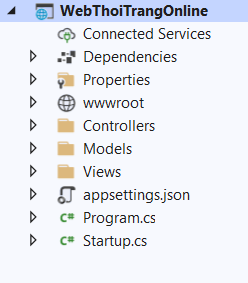 WebThoiTrangOnline
Connected Services
Dependencies
Properties
wwwroot
Controllers
Models
Views
appsettings.json
C# Program.cs
C# Startup.cs